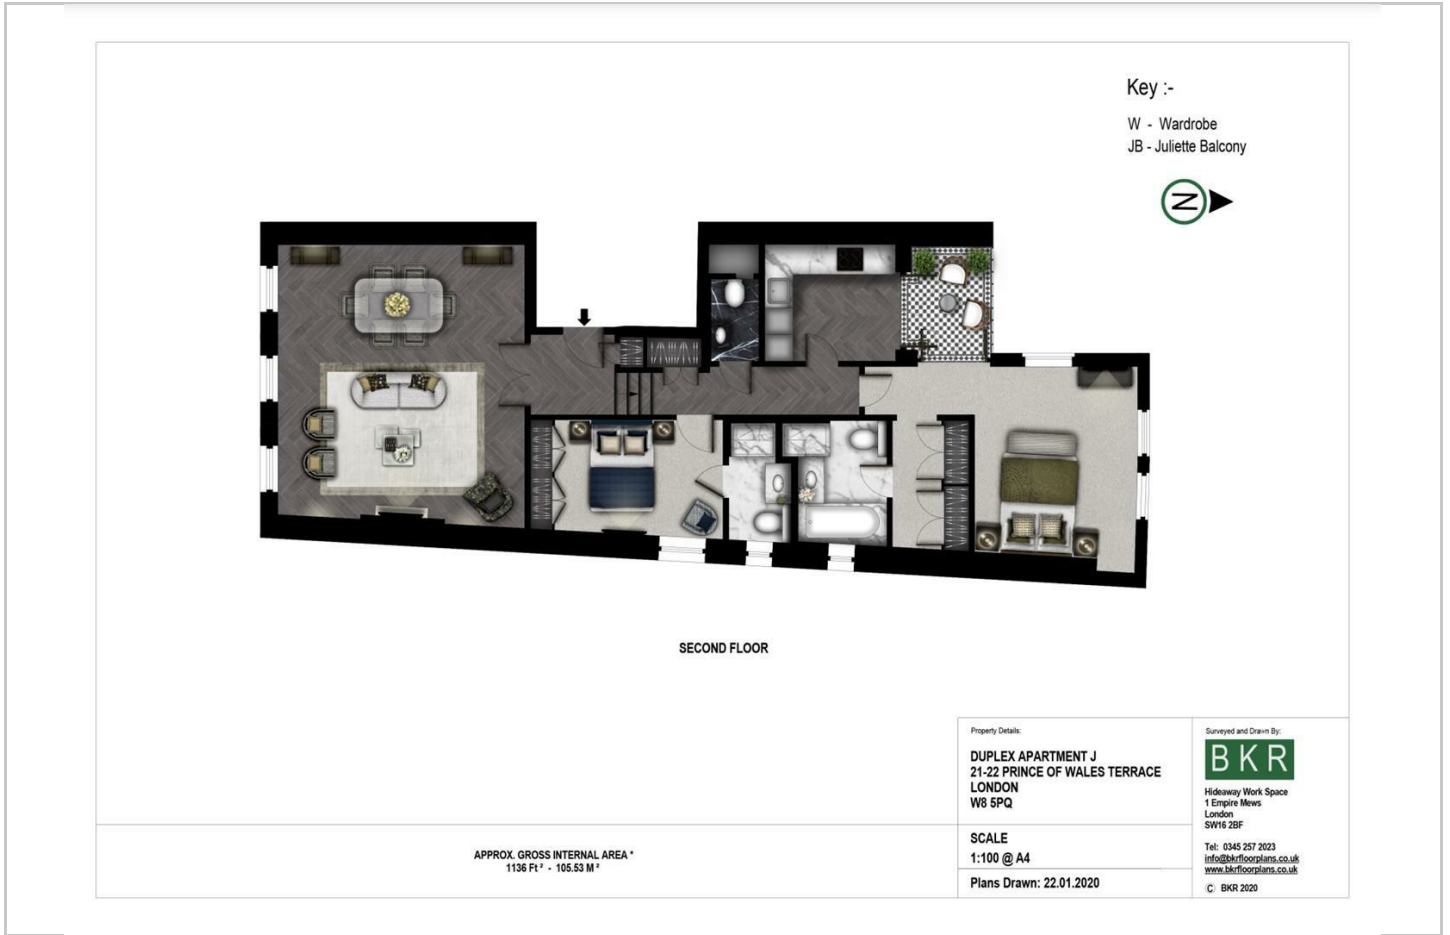 Key :-
W - Wardrobe
JB - Juliette Balcony
N
SECOND FLOOR
Property Details:
DUPLEX APARTMENT J
21-22 PRINCE OF WALES TERRACE
LONDON
W8 5PQ
SCALE
1:100 @ A4
Plans Drawn: 22.01.2020
Surveyed and Drawn By:
BKR
Hideaway Work Space
1 Empire Mews
London
SW16 2BF
Tel: 0345 257 2023
info@bkrfloorplans.co.uk
www.bkrfloorplans.co.uk
© BKR 2020
APPROX. GROSS INTERNAL AREA *
1136 Ft² - 105.53 M²